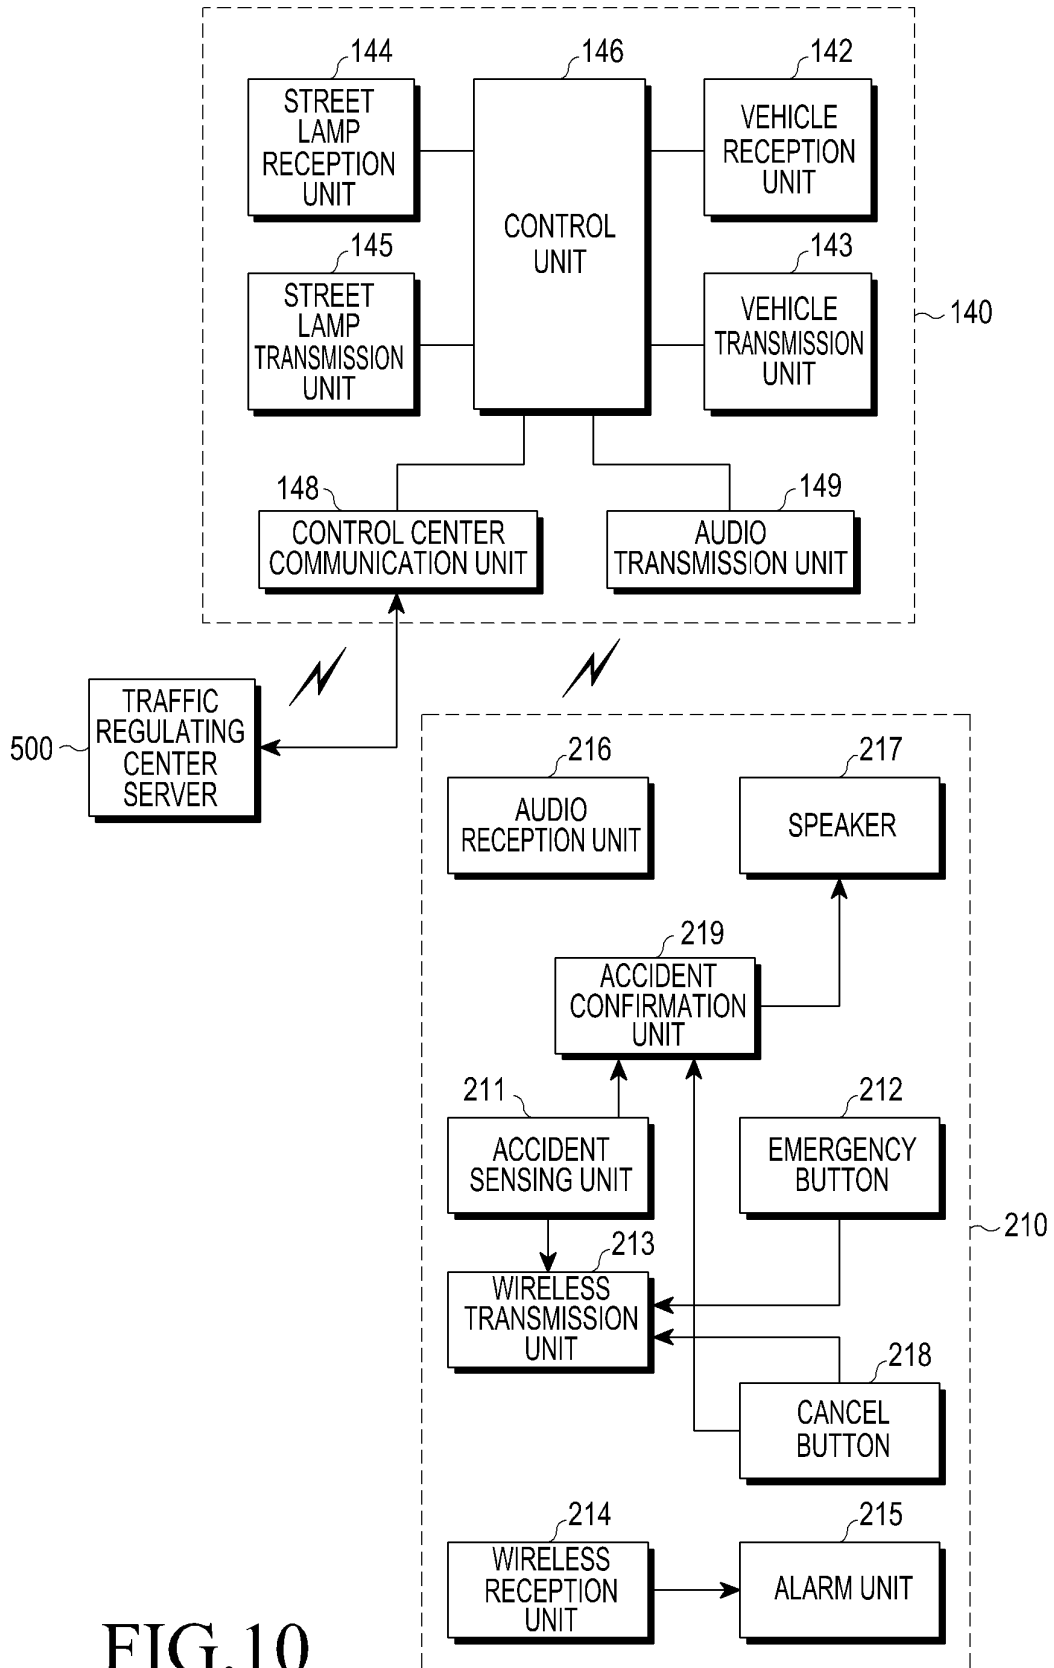 144
146
142
STREET
LAMP
RECEPTION
UNIT
CONTROL
UNIT
VEHICLE
RECEPTION
UNIT
145
143
STREET
LAMP
TRANSMISSION
UNIT
VEHICLE
TRANSMISSION
UNIT
140
148
149
CONTROL CENTER
COMMUNICATION UNIT
AUDIO
TRANSMISSION UNIT
500
TRAFFIC
REGULATING
CENTER
SERVER
216
217
AUDIO
RECEPTION UNIT
SPEAKER
219
ACCIDENT
CONFIRMATION
UNIT
211
212
ACCIDENT
SENSING UNIT
EMERGENCY
BUTTON
210
213
WIRELESS
TRANSMISSION
UNIT
218
CANCEL
BUTTON
214
215
WIRELESS
RECEPTION
UNIT
ALARM UNIT
FIG.10